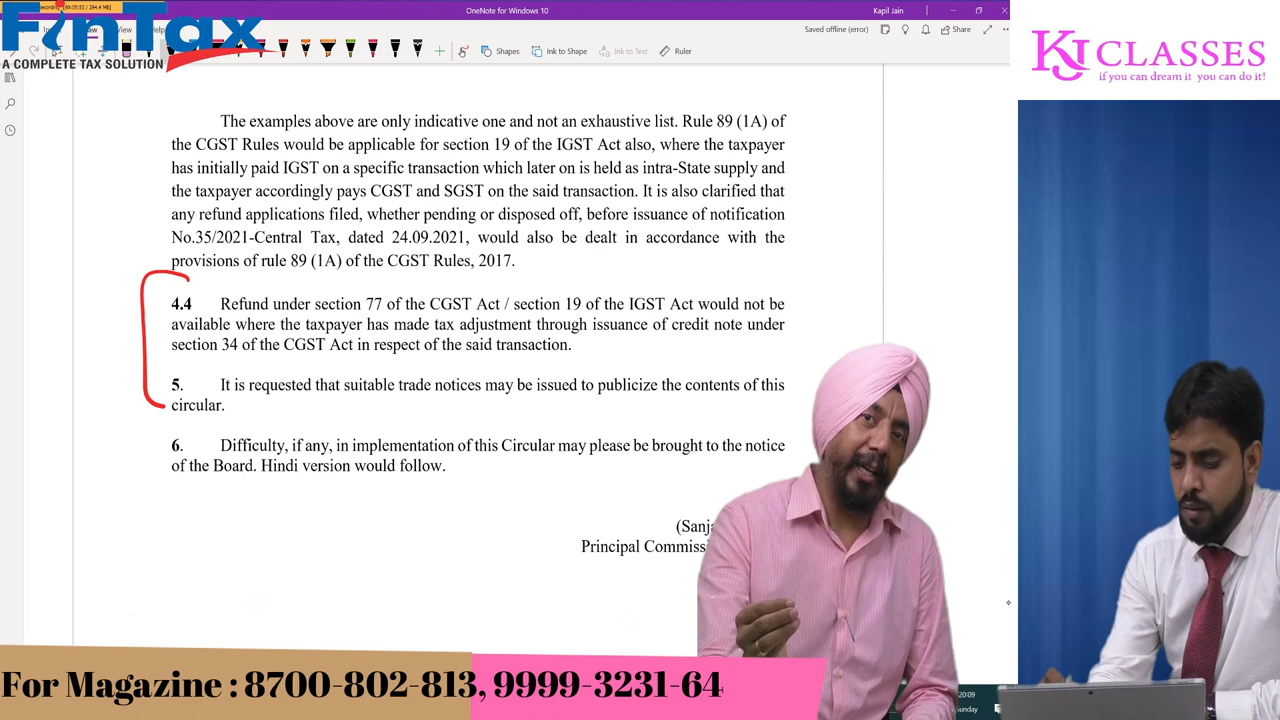 Recording [00:05:53 / 294.4 MB]
OneNote for Windows 10
Kapil Jain
FinTax
A COMPLETE TAX SOLUTION
Shapes
Ink to Shape
Ink to Text
Ruler
Saved offline (error)
Share
KJ CLASSES
if you can dream it you can do it!
The examples above are only indicative one and not an exhaustive list. Rule 89 (1A) of
the CGST Rules would be applicable for section 19 of the IGST Act also, where the taxpayer
has initially paid IGST on a specific transaction which later on is held as intra-State supply and
the taxpayer accordingly pays CGST and SGST on the said transaction. It is also clarified that
any refund applications filed, whether pending or disposed off, before issuance of notification
No.35/2021-Central Tax, dated 24.09.2021, would also be dealt in accordance with the
provisions of rule 89 (1A) of the CGST Rules, 2017.
4.4 Refund under section 77 of the CGST Act / section 19 of the IGST Act would not be
available where the taxpayer has made tax adjustment through issuance of credit note under
section 34 of the CGST Act in respect of the said transaction.
5. It is requested that suitable trade notices may be issued to publicize the contents of this
circular.
6. Difficulty, if any, in implementation of this Circular may please be brought to the notice
of the Board. Hindi version would follow.
(Sanja
Principal Commiss
For Magazine : 8700-802-813, 9999-3231-64
20:09
Sunday